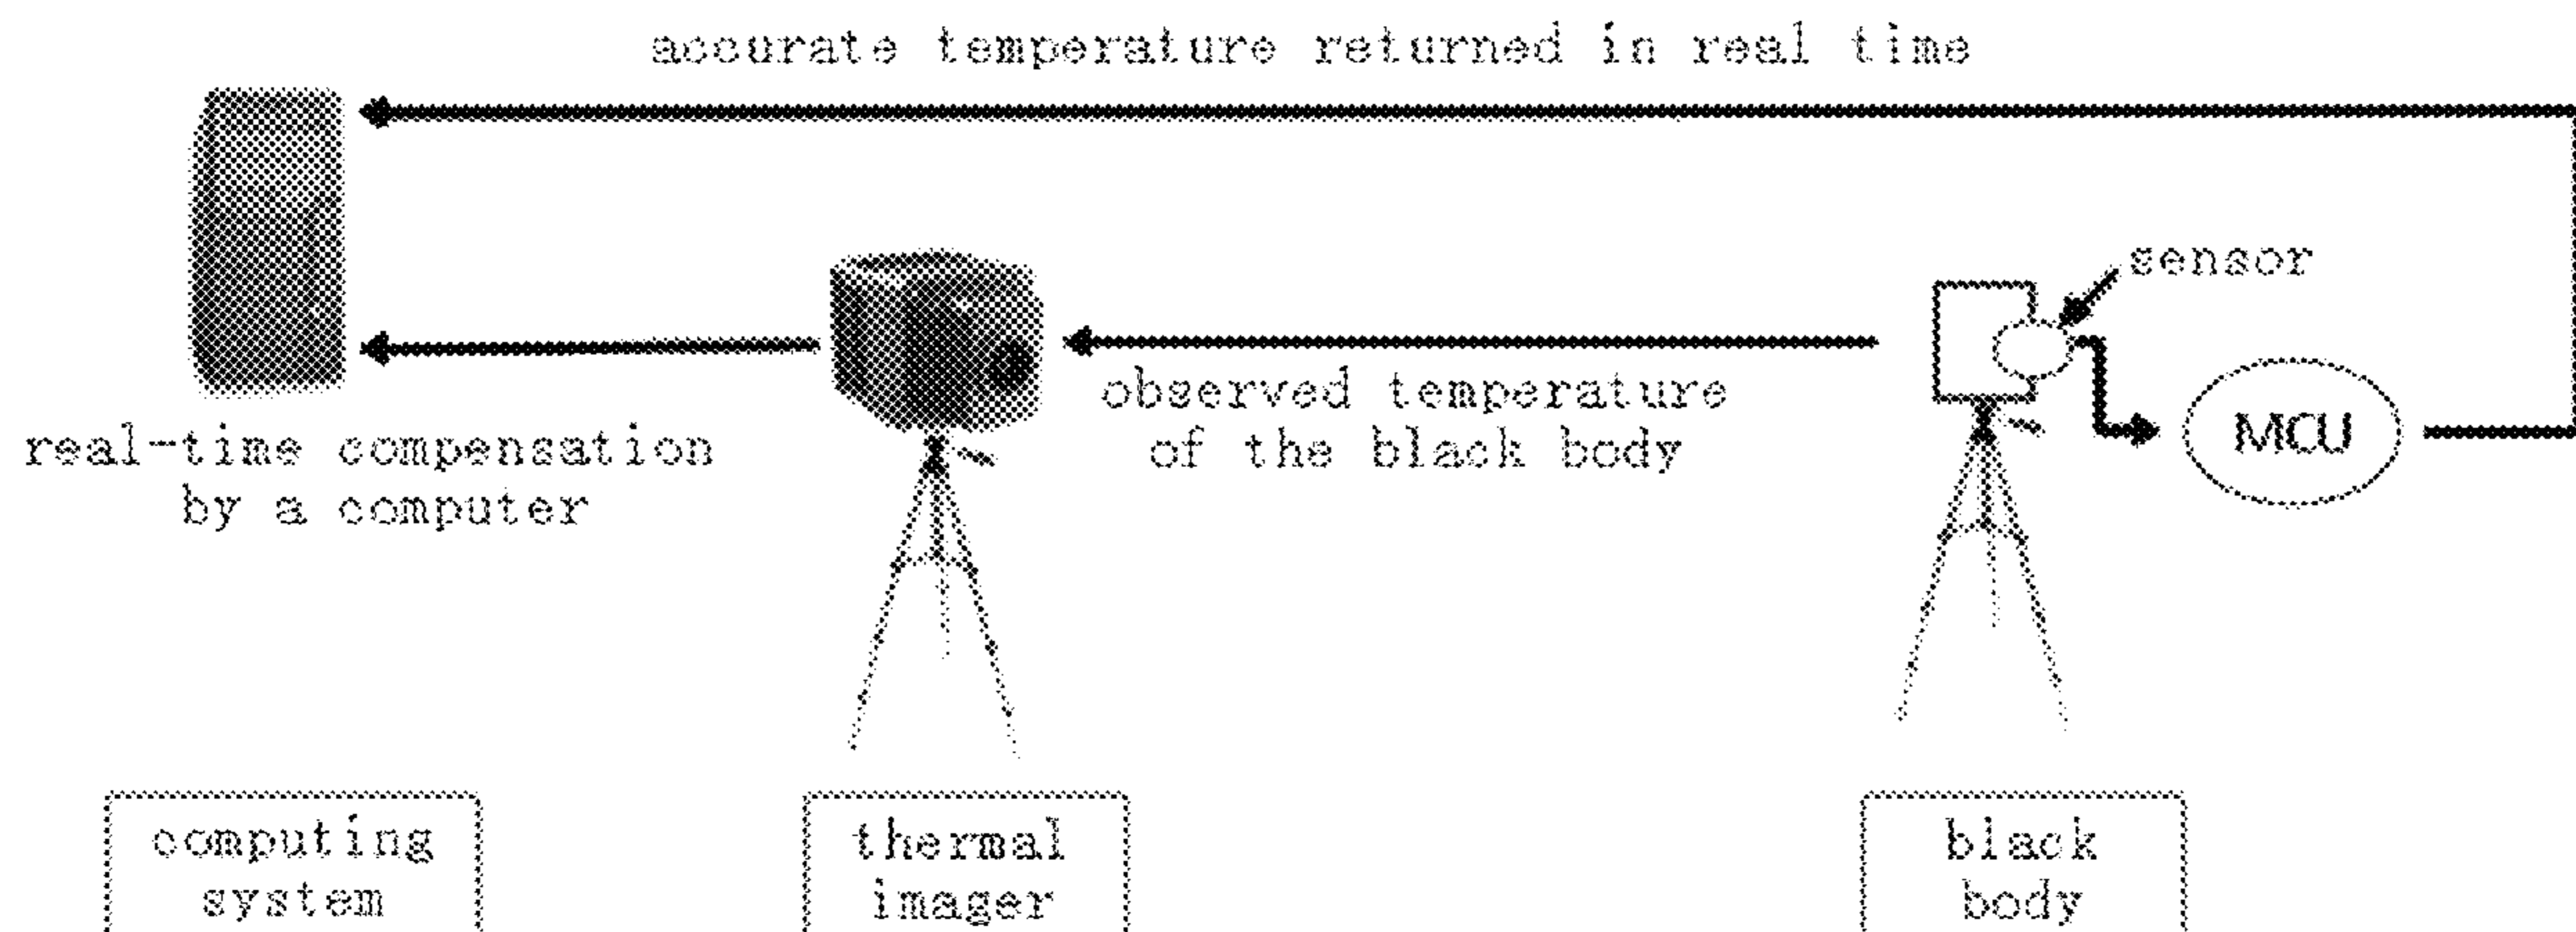 accurate temperature returned in real time
sensor
observed temperature
of the black body
MCU
real-time compensation
by a computer
computing
system
thermal
imager
black
body